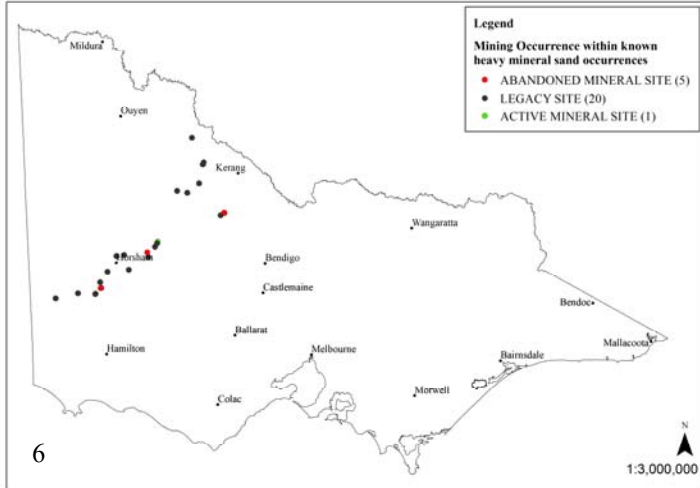 Legend
Mining Occurrence within known
heavy mineral sand occurrences
ABANDONED MINERAL SITE (5)
LEGACY SITE (20)
ACTIVE MINERAL SITE (1)
Mildura
Ouyen
Kerang
Wangaratta
Horsham
Bendigo
Castlemaine
Bendoc
Ballarat
Mallacoota
Hamilton
Melbourne
Bairnsdale
Morwell
Colac
6
N
1:3,000,000